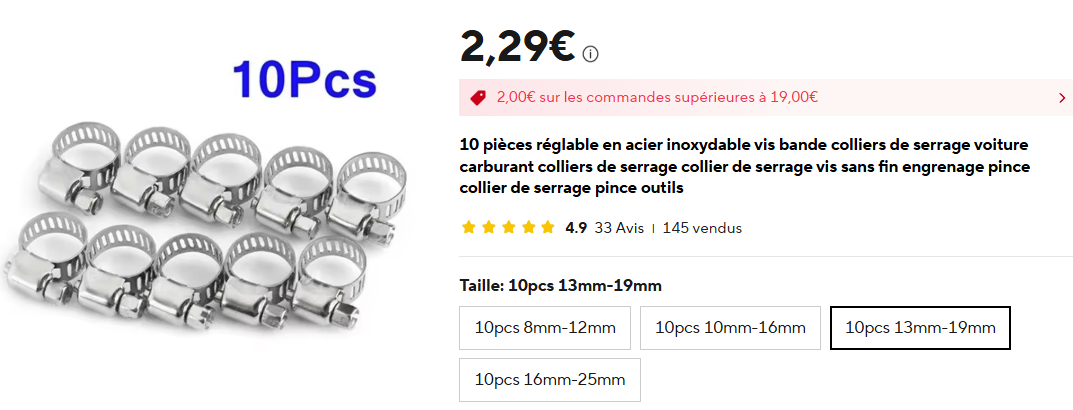 10Pcs
2,29€
2,00€ sur les commandes supérieures à 19,00€
10 pièces réglable en acier inoxydable vis bande colliers de serrage voiture
carburant colliers de serrage collier de serrage vis sans fin engrenage pince
collier de serrage pince outils
4.9 33 Avis | 145 vendus
Taille: 10pcs 13mm-19mm
10pcs 8mm-12mm 10pcs 10mm-16mm 10pcs 13mm-19mm
10pcs 16mm-25mm